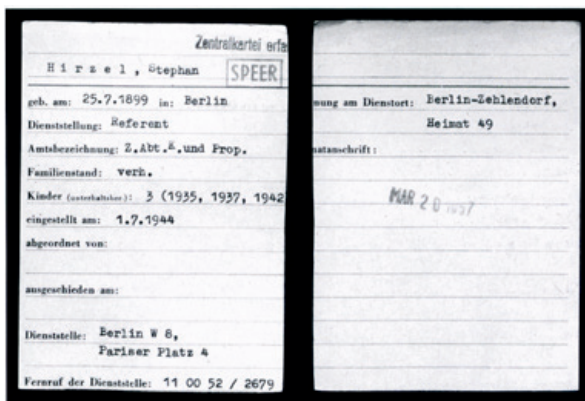 Zentralkartei erfa
Hirzel, Stephan
SPEER
geb. am: 25.7.1899 in: Berlin
Dienststellung: Referent
Amtsbezeichnung: Z.Abt.K.und Prop.
Familienstand: verh.
Kinder (unterhaltsber): 3 (1935, 1937, 1942
eingestellt am: 1.7.1944
abgeordnet von:
ausgeschieden am:
Dienststelle: Berlin W 8,
Pariser Platz 4
Fernruf der Dienststelle: 11 00 52 / 2679
nung am Dienstort: Berlin-Zehlendorf,
Heimat 49
matanschrift:
MAR 20